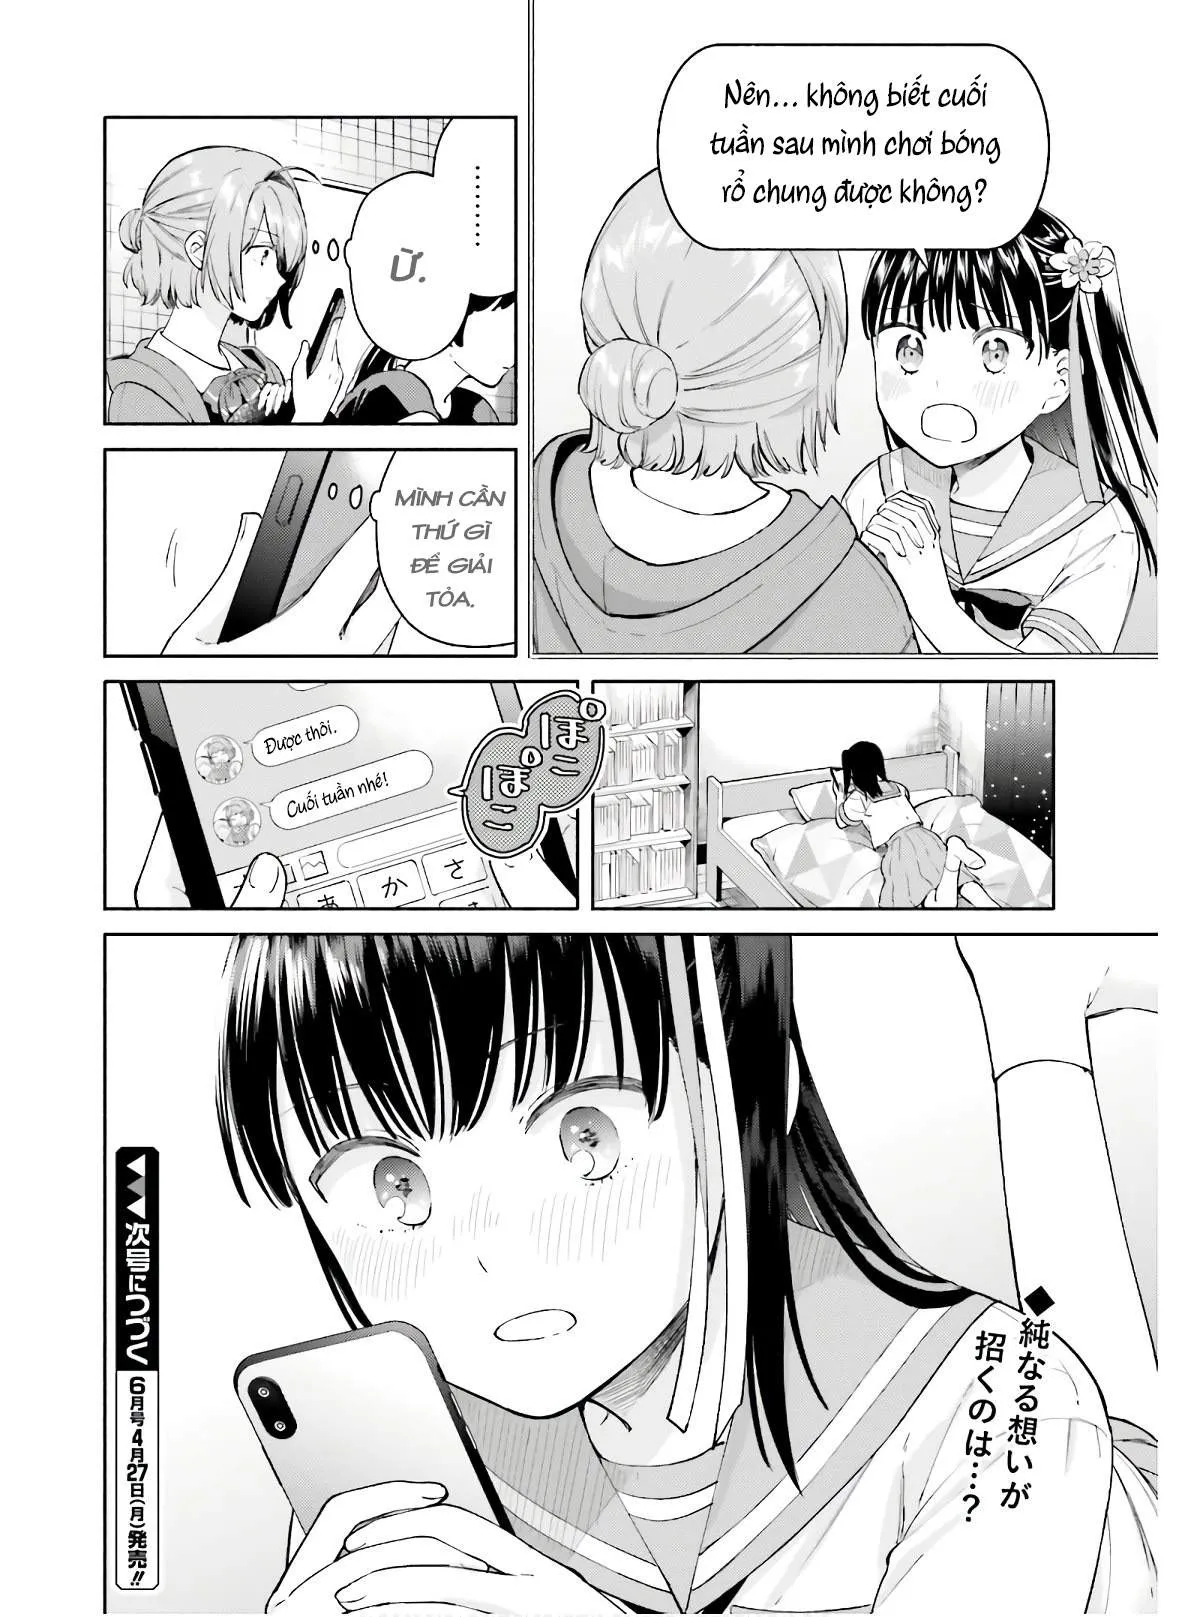 Nên... không biết cuối
tuần sau mình chơi bóng
rổ chung được không?
.........
Ừ.
MÌNH CẦN
THỨ GÌ
ĐỀ GIẢI
TỎA.
ぽこ
ぽこ
Được thôi.
Cuối tuần nhé!
あ
か
さ
◆純なる想いが
招くのは…?
次号につづく
6月号4月27日(月)発売!!